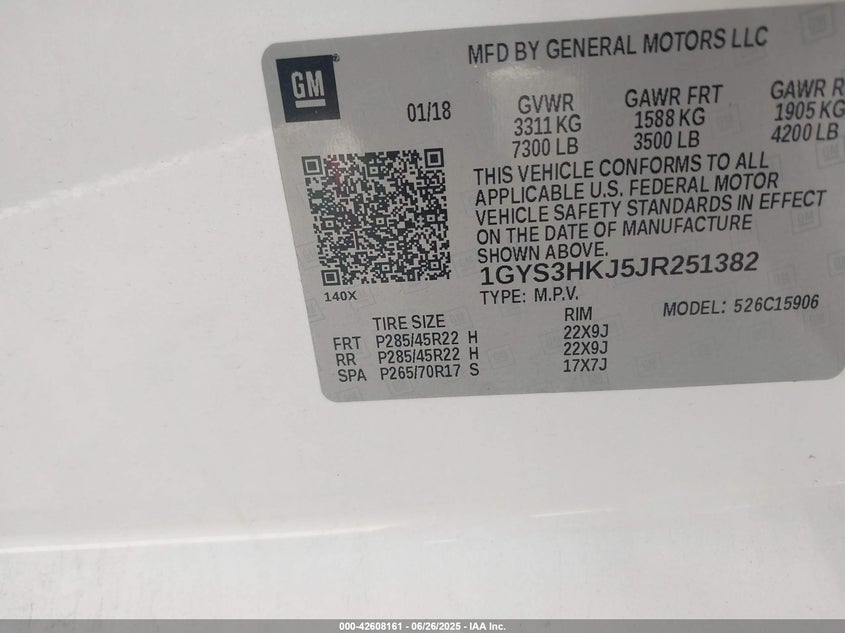 MFD BY GENERAL MOTORS LLC
GM
01/18
GVWR GAWR FRT GAWR R
3311 KG 1588 KG 1905 KG
7300 LB 3500 LB 4200 LB
THIS VEHICLE CONFORMS TO ALL
APPLICABLE U.S. FEDERAL MOTOR
VEHICLE SAFETY STANDARDS IN EFFECT
ON THE DATE OF MANUFACTURE
SHOWN ABOVE.
1GYS3HKJ5JR251382
140X
TYPE: M.P.V. MODEL: 526C15906
TIRE SIZE RIM
FRT P285/45R22 H 22X9J
RR P285/45R22 H 22X9J
SPA P265/70R17 S 17X7J
000-42608161 - 06/26/2025 - IAA Inc.